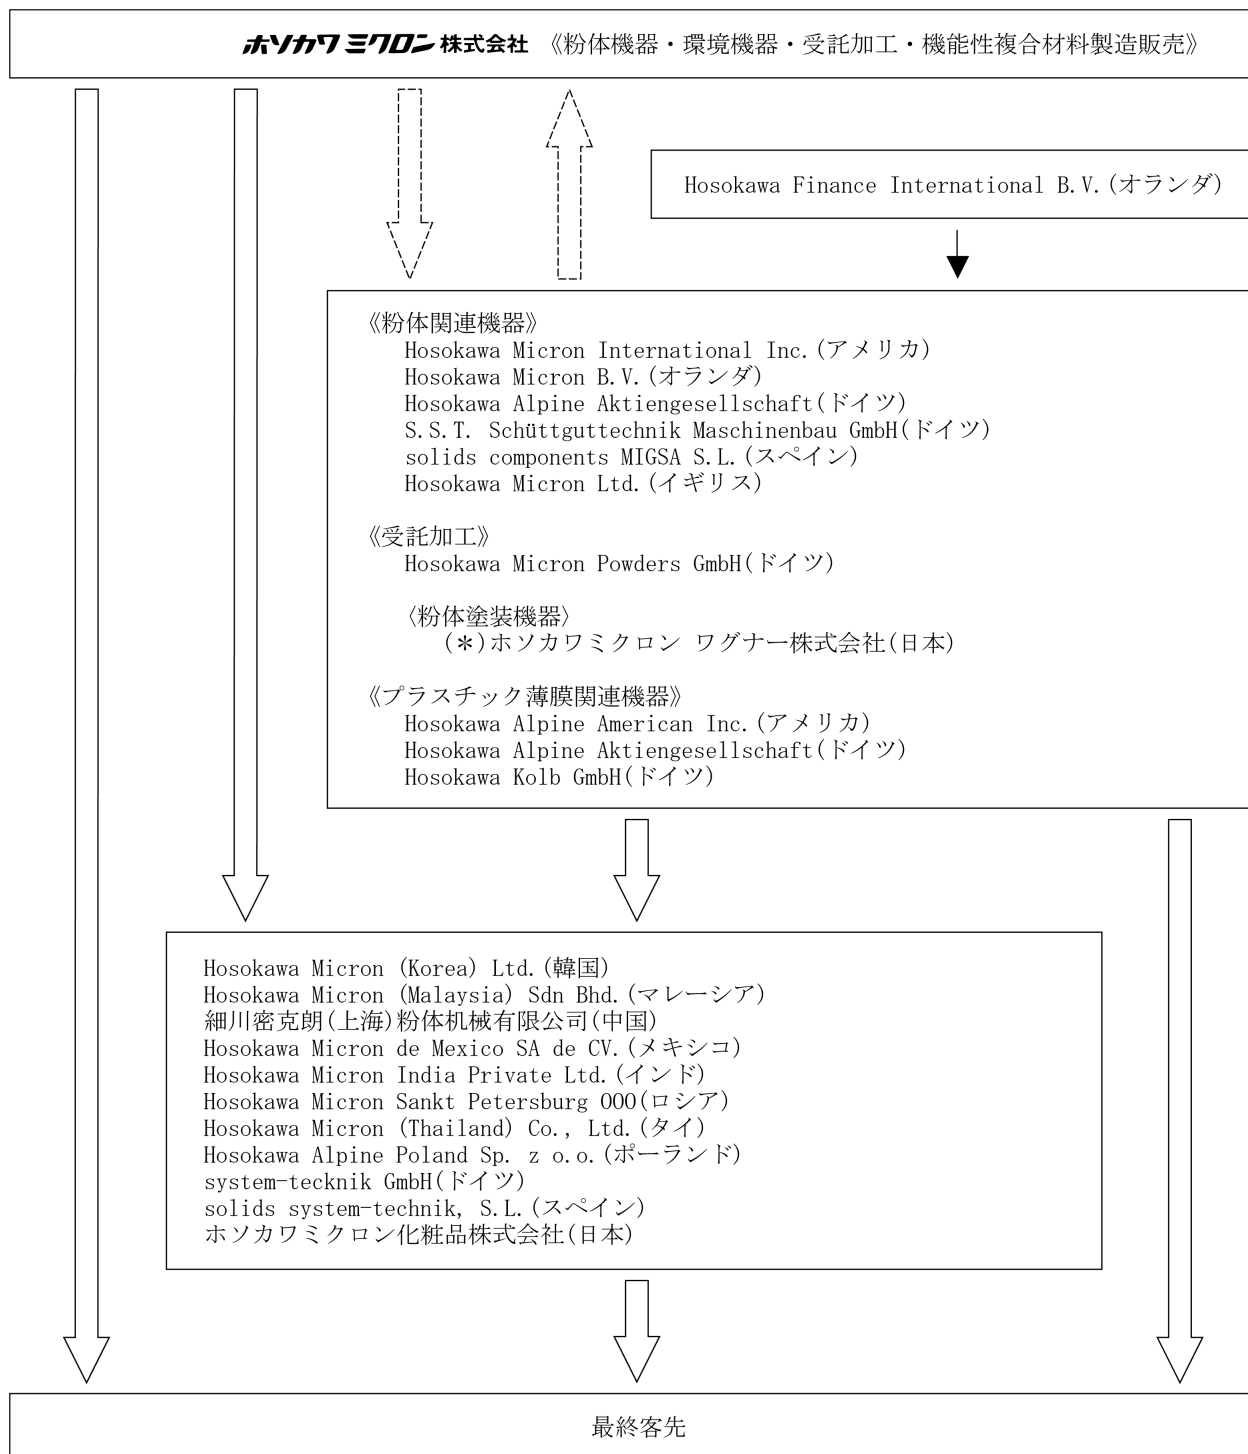 ホソカワミクロン株式会社 《粉体機器・環境機器・受託加工・機能性複合材料製造販売》
Hosokawa Finance International B.V.(オランダ)
《粉体関連機器》
Hosokawa Micron International Inc.(アメリカ)
Hosokawa Micron B.V.(オランダ)
Hosokawa Alpine Aktiengesellschaft(ドイツ)
S.S.T. Schüttguttechnik Maschinenbau GmbH(ドイツ)
solids components MIGSA S.L.(スペイン)
Hosokawa Micron Ltd.(イギリス)
《受託加工》
Hosokawa Micron Powders GmbH(ドイツ)
〈粉体塗装機器〉
(＊)ホソカワミクロン ワグナー株式会社(日本)
《プラスチック薄膜関連機器》
Hosokawa Alpine American Inc.(アメリカ)
Hosokawa Alpine Aktiengesellschaft(ドイツ)
Hosokawa Kolb GmbH(ドイツ)
Hosokawa Micron (Korea) Ltd.(韓国)
Hosokawa Micron (Malaysia) Sdn Bhd.(マレーシア)
細川密克朗(上海)粉体机械有限公司(中国)
Hosokawa Micron de Mexico SA de CV.(メキシコ)
Hosokawa Micron India Private Ltd.(インド)
Hosokawa Micron Sankt Petersburg OOO(ロシア)
Hosokawa Micron (Thailand) Co., Ltd.(タイ)
Hosokawa Alpine Poland Sp. z o.o.(ポーランド)
system-tecknik GmbH(ドイツ)
solids system-technik, S.L.(スペイン)
ホソカワミクロン化粧品株式会社(日本)
最終客先